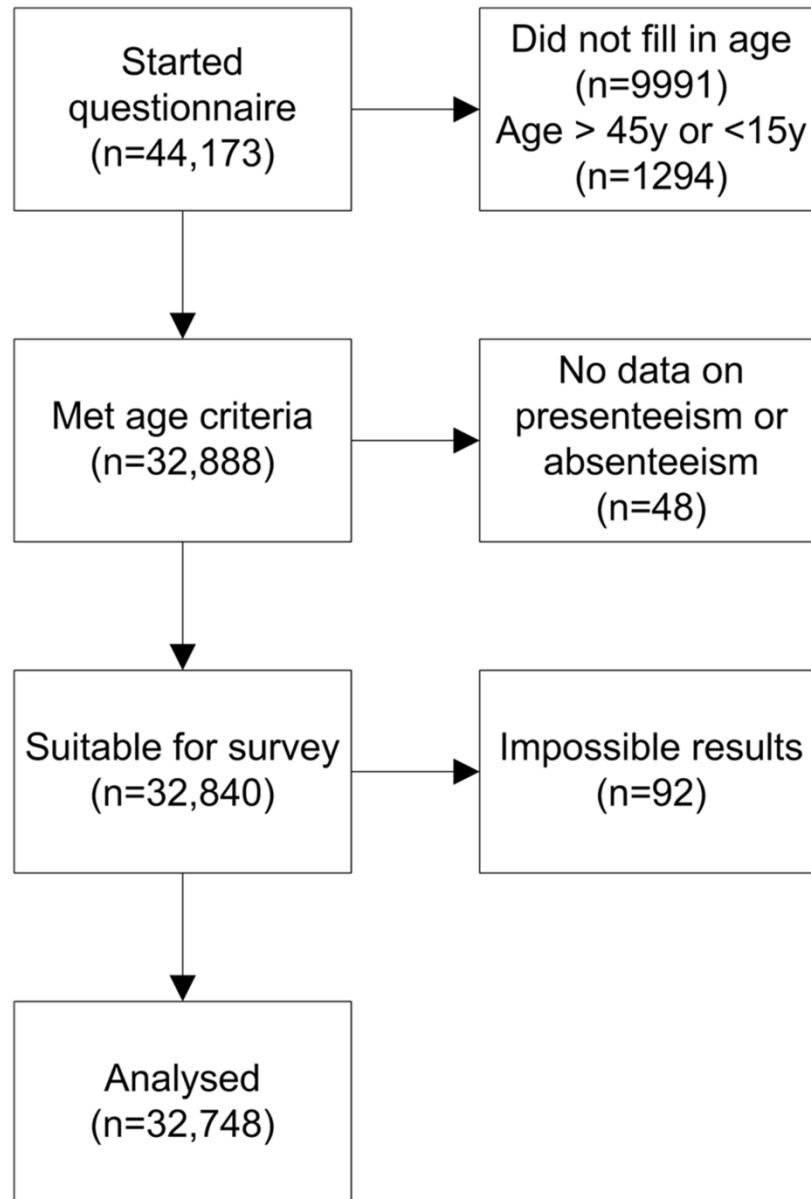 Started
questionnaire
(n=44,173)
Did not fill in age
(n=9991)
Age > 45y or <15y
(n=1294)
Met age criteria
(n=32,888)
No data on
presenteeism or
absenteeism
(n=48)
Suitable for survey
(n=32,840)
Impossible results
(n=92)
Analysed
(n=32,748)